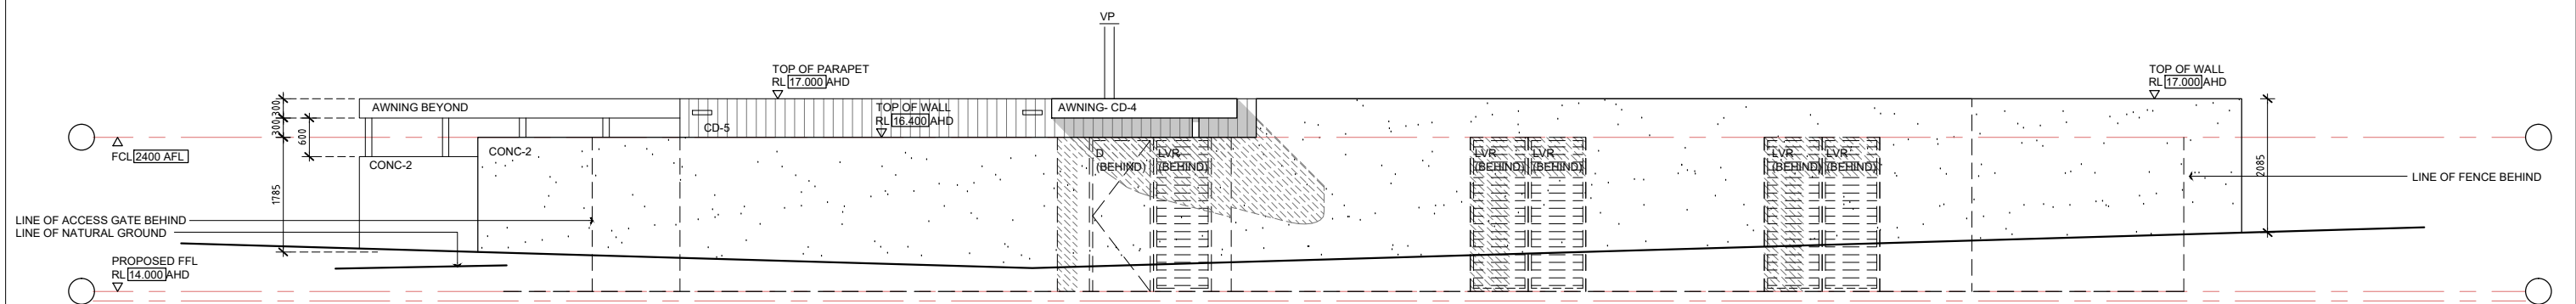 VP
TOP OF PARAPET
RL 17.000 AHD
TOP OF WALL
RL 17.000 AHD
AWNING BEYOND
TOP OF WALL
RL 16.400 AHD
AWNING- CD-4
CD-5
300
300
600
FCL 2400 AFL
CONC-2
CONC-2
D
(BEHIND)
LVR
(BEHIND)
LVR
(BEHIND)
LVR
(BEHIND)
LVR
(BEHIND)
LVR
(BEHIND)
2085
LINE OF FENCE BEHIND
1785
LINE OF ACCESS GATE BEHIND
LINE OF NATURAL GROUND
PROPOSED FFL
RL 14.000 AHD